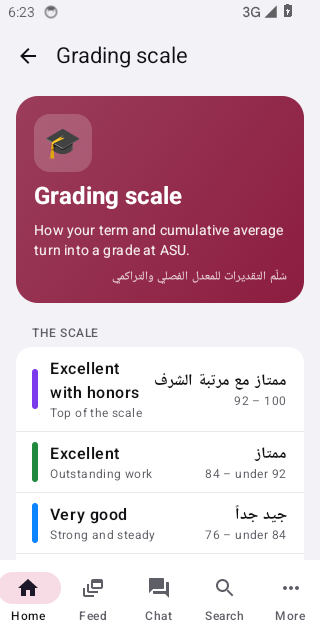 6:23
3G
Grading scale
Grading scale
How your term and cumulative average
turn into a grade at ASU.
سُلّم التقديرات للمعدل الفصلي والتراكمي
THE SCALE
Excellent
with honors
ممتاز مع مرتبة الشرف
Top of the scale
92 – 100
Excellent
ممتاز
Outstanding work
84 – under 92
Very good
جيد جداً
Strong and steady
76 – under 84
Home
Feed
Chat
Search
More